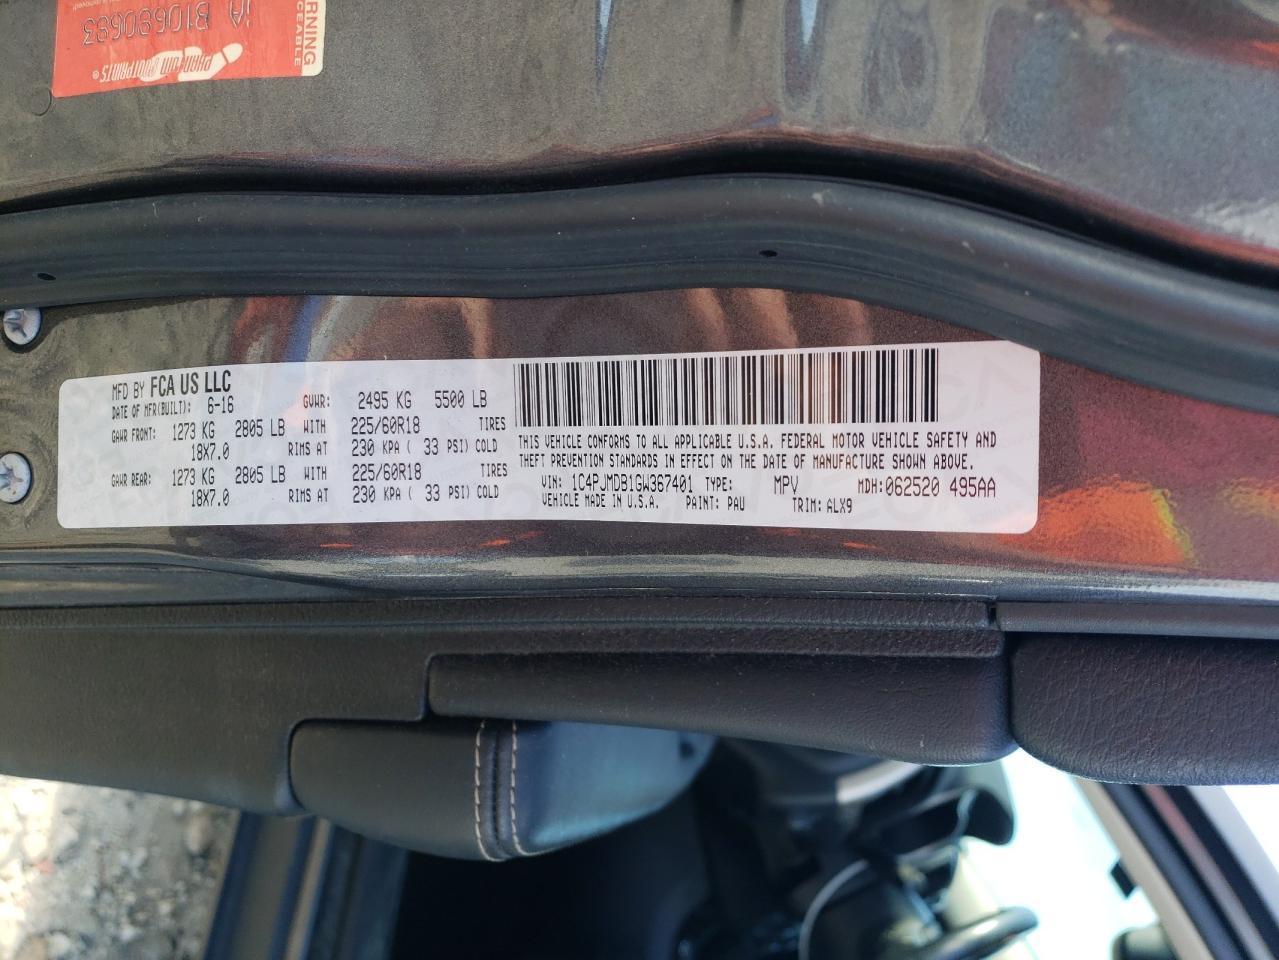 MFD BY FCA US LLC
DATE OF MFR(BUILT): 6-16 GVWR: 2495 KG 5500 LB
GAWR FRONT: 1273 KG 2805 LB WITH 225/60R18 TIRES
18X7.0 RIMS AT 230 KPA ( 33 PSI) COLD
GAWR REAR: 1273 KG 2805 LB WITH 225/60R18 TIRES
18X7.0 RIMS AT 230 KPA ( 33 PSI) COLD
THIS VEHICLE CONFORMS TO ALL APPLICABLE U.S.A. FEDERAL MOTOR VEHICLE SAFETY AND
THEFT PREVENTION STANDARDS IN EFFECT ON THE DATE OF MANUFACTURE SHOWN ABOVE.
VIN: 1C4PJMDB1GW367401 TYPE: MPV MDH: 062520 495AA
VEHICLE MADE IN U.S.A. PAINT: PAU TRIM: ALX9
B10690693
PHANTOM FOOTPRINTS®